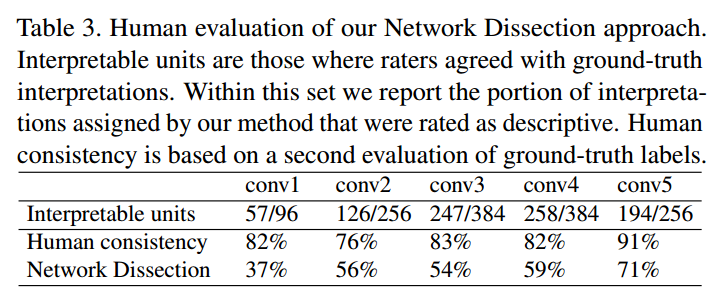 Table 3. Human evaluation of our Network Dissection approach.
Interpretable units are those where raters agreed with ground-truth
interpretations. Within this set we report the portion of interpreta-
tions assigned by our method that were rated as descriptive. Human
consistency is based on a second evaluation of ground-truth labels.
conv1 conv2 conv3 conv4 conv5
Interpretable units 57/96 126/256 247/384 258/384 194/256
Human consistency 82% 76% 83% 82% 91%
Network Dissection 37% 56% 54% 59% 71%